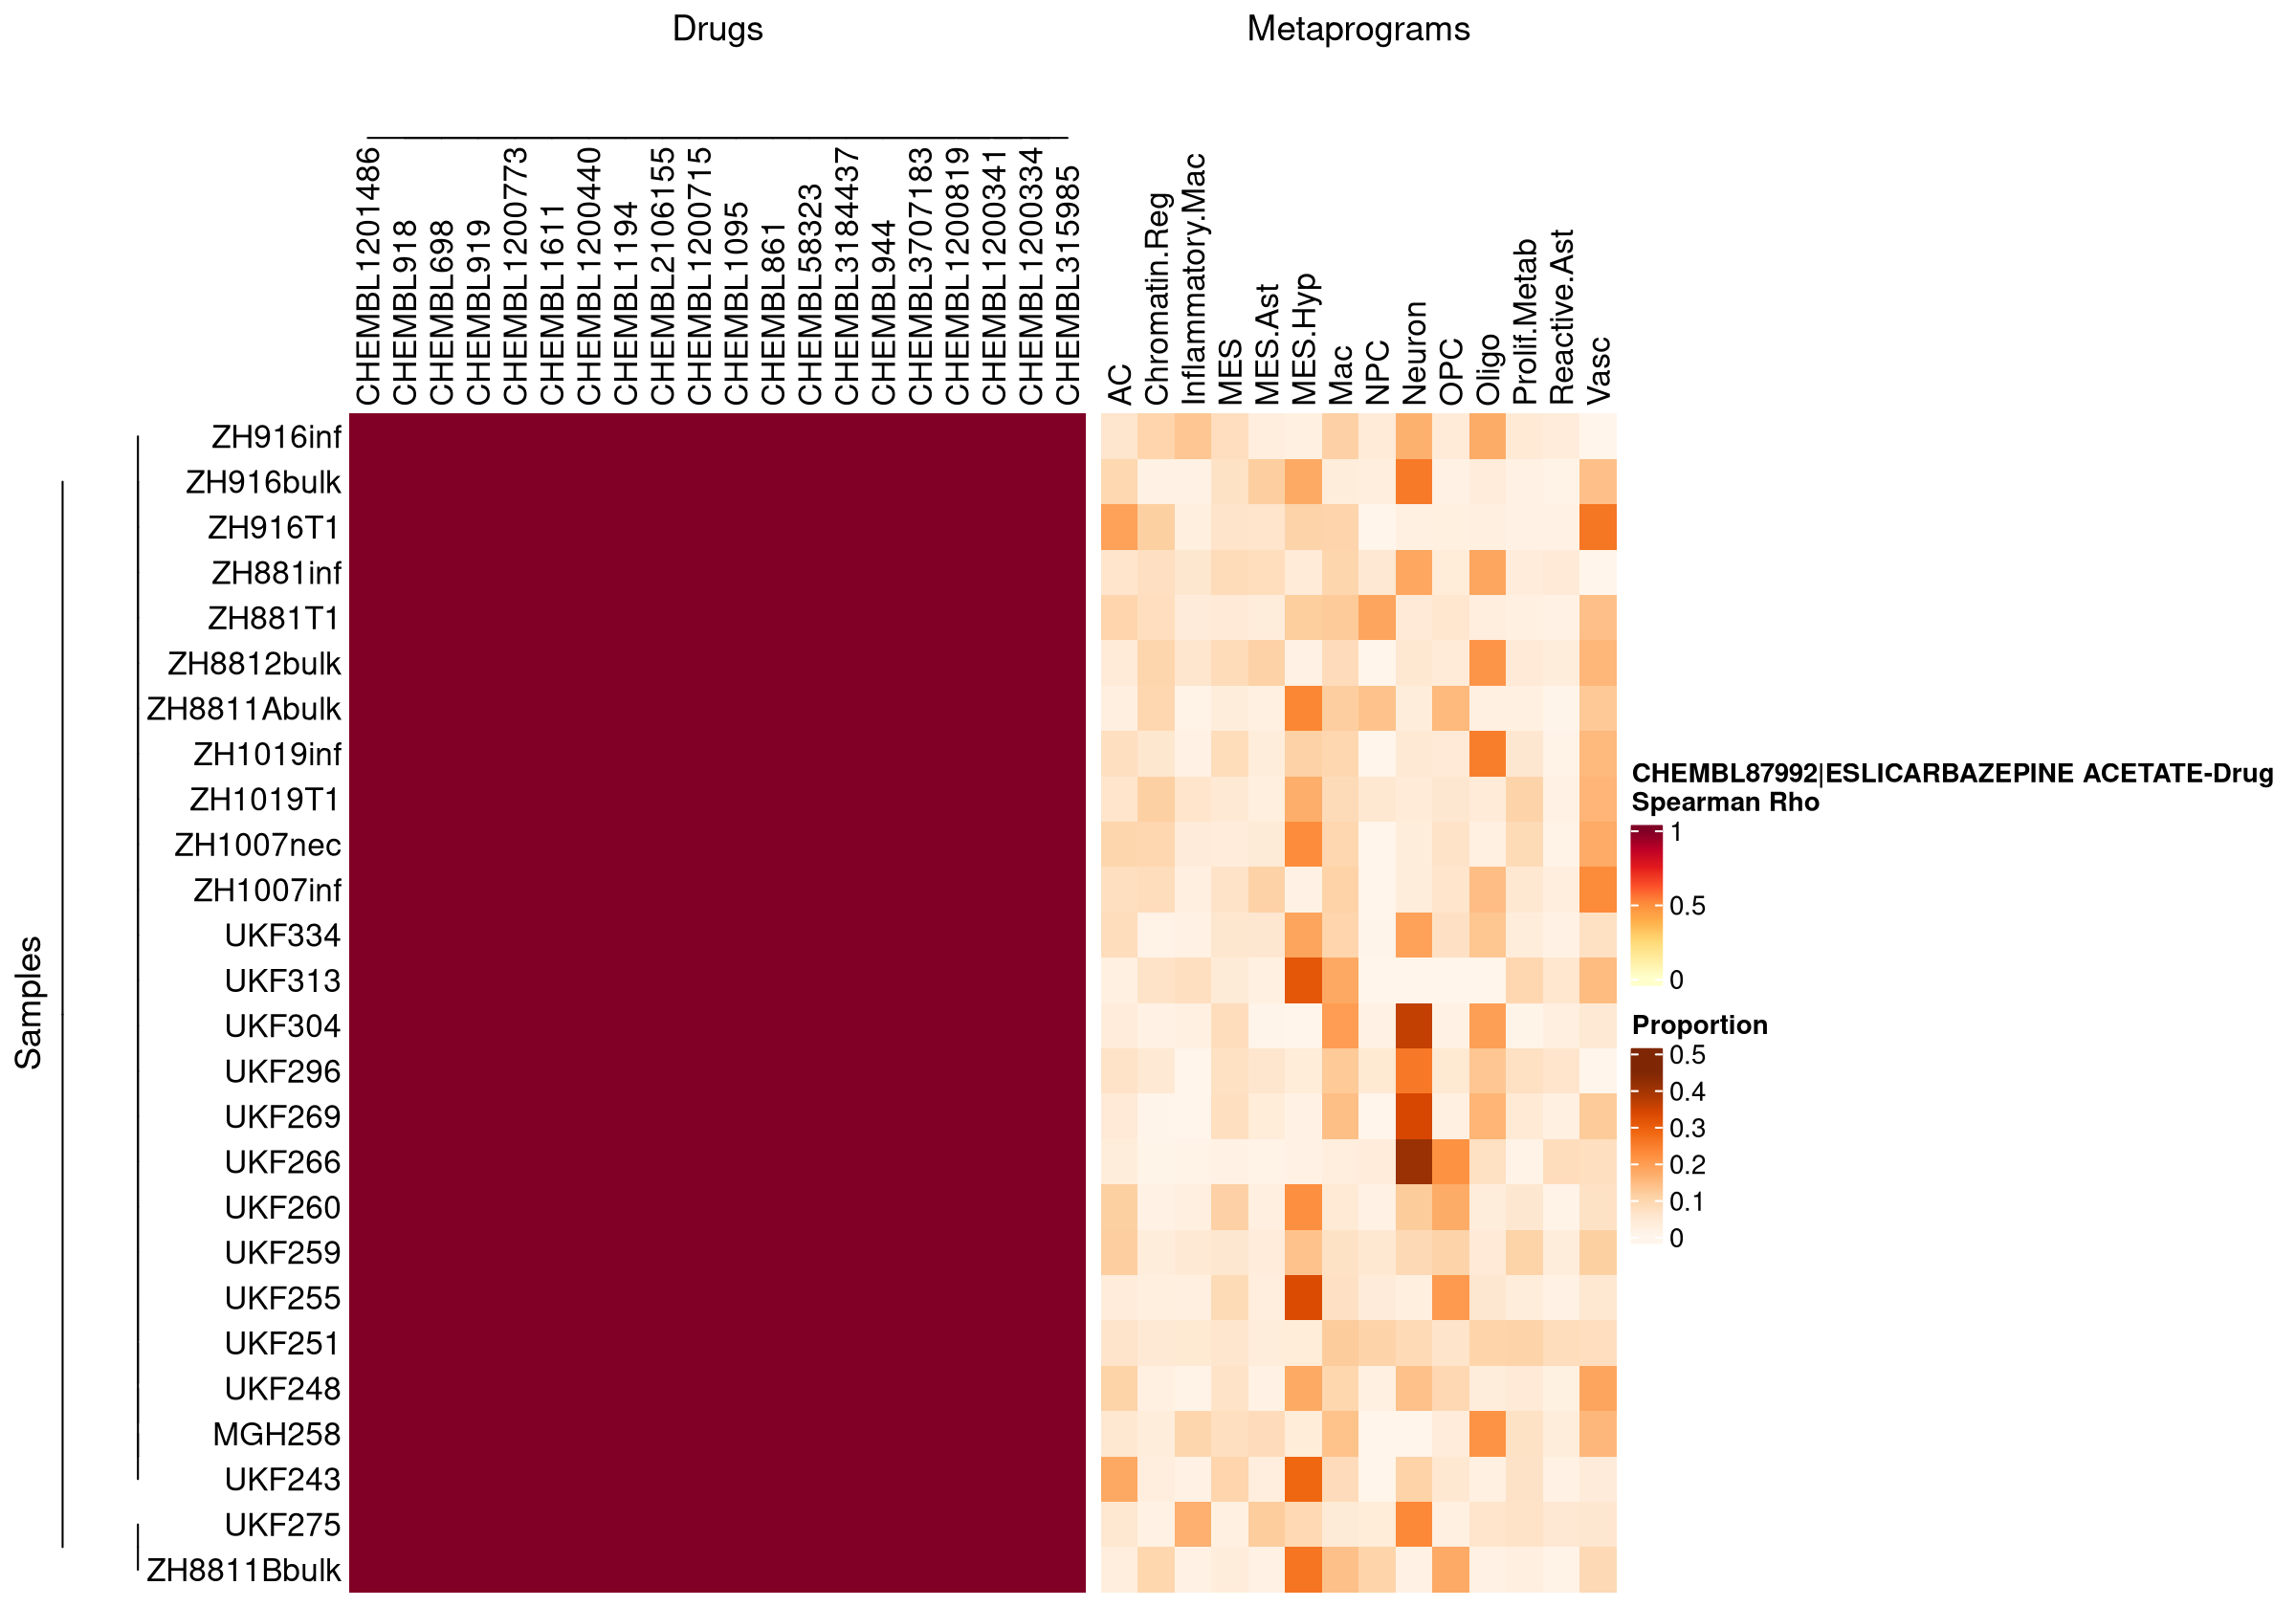 Drugs
Metaprograms
CHEMBL1201486
CHEMBL918
CHEMBL698
CHEMBL919
CHEMBL1200773
CHEMBL1611
CHEMBL1200440
CHEMBL1194
CHEMBL2106155
CHEMBL1200715
CHEMBL1095
CHEMBL861
CHEMBL58323
CHEMBL3184437
CHEMBL944
CHEMBL3707183
CHEMBL1200819
CHEMBL1200341
CHEMBL1200334
CHEMBL315985
AC
Chromatin.Reg
Inflammatory.Mac
MES
MES.Ast
MES.Hyp
Mac
NPC
Neuron
OPC
Oligo
Prolif.Metab
Reactive.Ast
Vasc
Samples
ZH916inf
ZH916bulk
ZH916T1
ZH881inf
ZH881T1
ZH8812bulk
ZH8811Abulk
ZH1019inf
ZH1019T1
ZH1007nec
ZH1007inf
UKF334
UKF313
UKF304
UKF296
UKF269
UKF266
UKF260
UKF259
UKF255
UKF251
UKF248
MGH258
UKF243
UKF275
ZH8811Bbulk
CHEMBL87992|ESLICARBAZEPINE ACETATE-Drug
Spearman Rho
1
0.5
0
Proportion
0.5
0.4
0.3
0.2
0.1
0